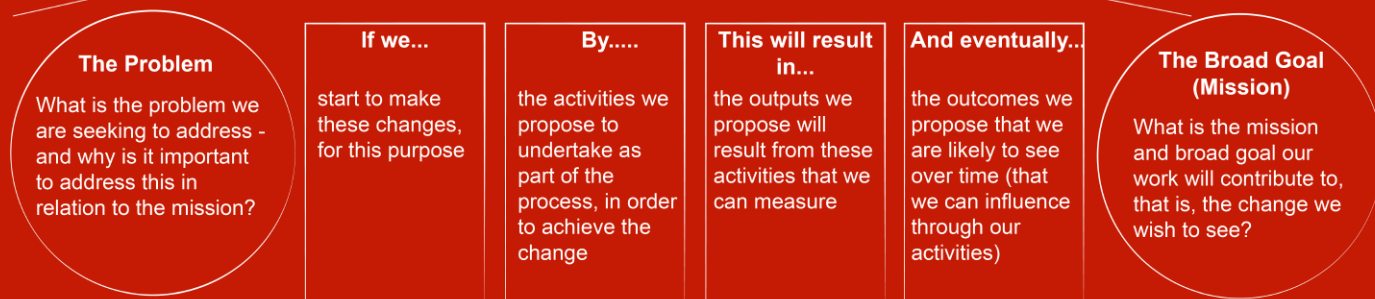 The Problem
What is the problem we
are seeking to address -
and why is it important
to address this in
relation to the mission?
If we...
start to make
these changes,
for this purpose
By.....
the activities we
propose to
undertake as
part of the
process, in order
to achieve the
change
This will result
in...
the outputs we
propose will
result from these
activities that we
can measure
And eventually...
the outcomes we
propose that we
are likely to see
over time (that
we can influence
through our
activities)
The Broad Goal
(Mission)
What is the mission
and broad goal our
work will contribute to,
that is, the change we
wish to see?